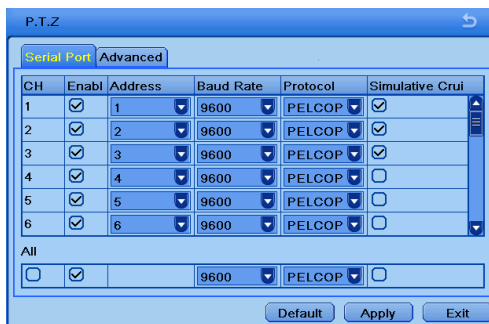 P.T.Z
Serial Port Advanced
CH Enabl Address Baud Rate Protocol Simulative Crui
1 1 9600 PELCOP
2 2 9600 PELCOP
3 3 9600 PELCOP
4 4 9600 PELCOP
5 5 9600 PELCOP
6 6 9600 PELCOP
All
9600 PELCOP
Default Apply Exit